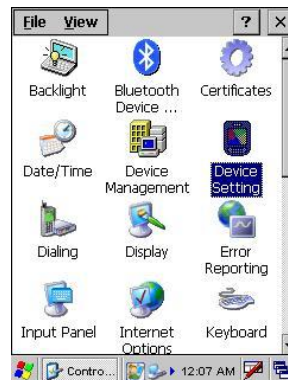 File View ? ×
Backlight Bluetooth Device ... Certificates
Date/Time Device Management Device Setting
Dialing Display Error Reporting
Input Panel Internet Options Keyboard
Contro... 12:07 AM